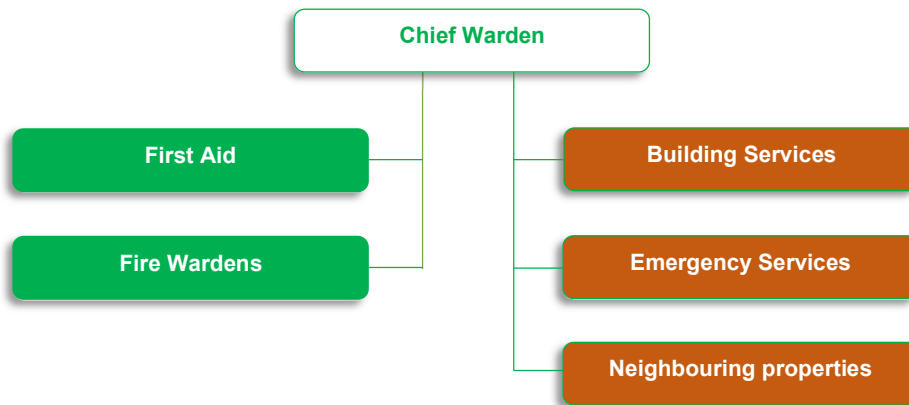 Chief Warden
First Aid
Building Services
Fire Wardens
Emergency Services
Neighbouring properties